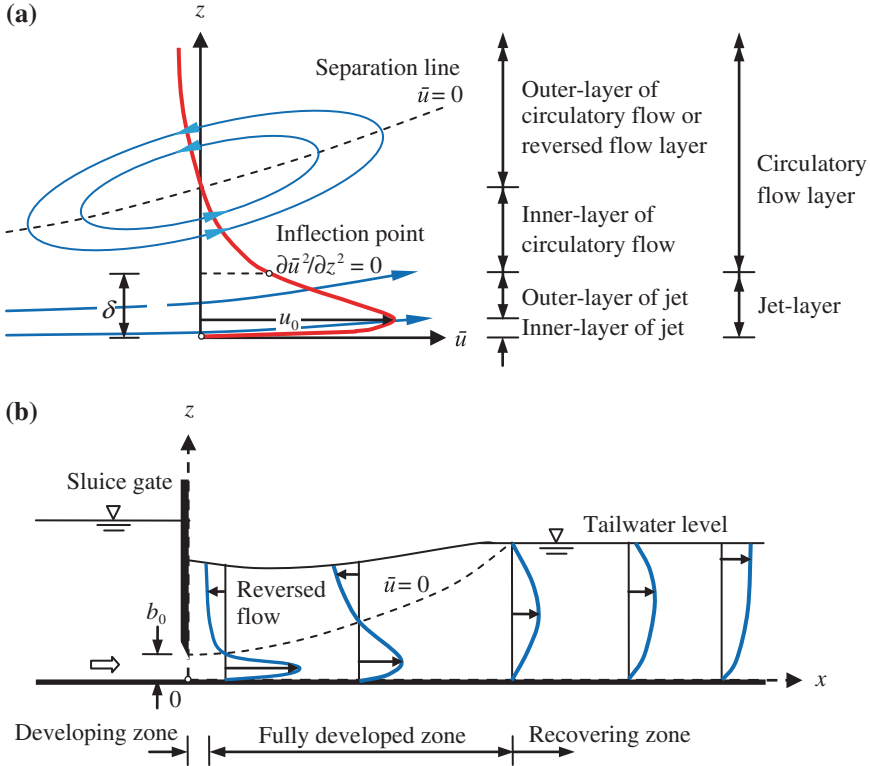 (a)
z
Separation line
ū = 0
Outer-layer of
circulatory flow or
reversed flow layer
Circulatory
flow layer
Inner-layer of
circulatory flow
Inflection point
∂ū²/∂z² = 0
δ
u₀
Outer-layer of jet
Inner-layer of jet
Jet-layer
ū
(b)
z
Sluice gate
Tailwater level
Reversed
flow
ū = 0
b₀
0
x
Developing zone
Fully developed zone
Recovering zone